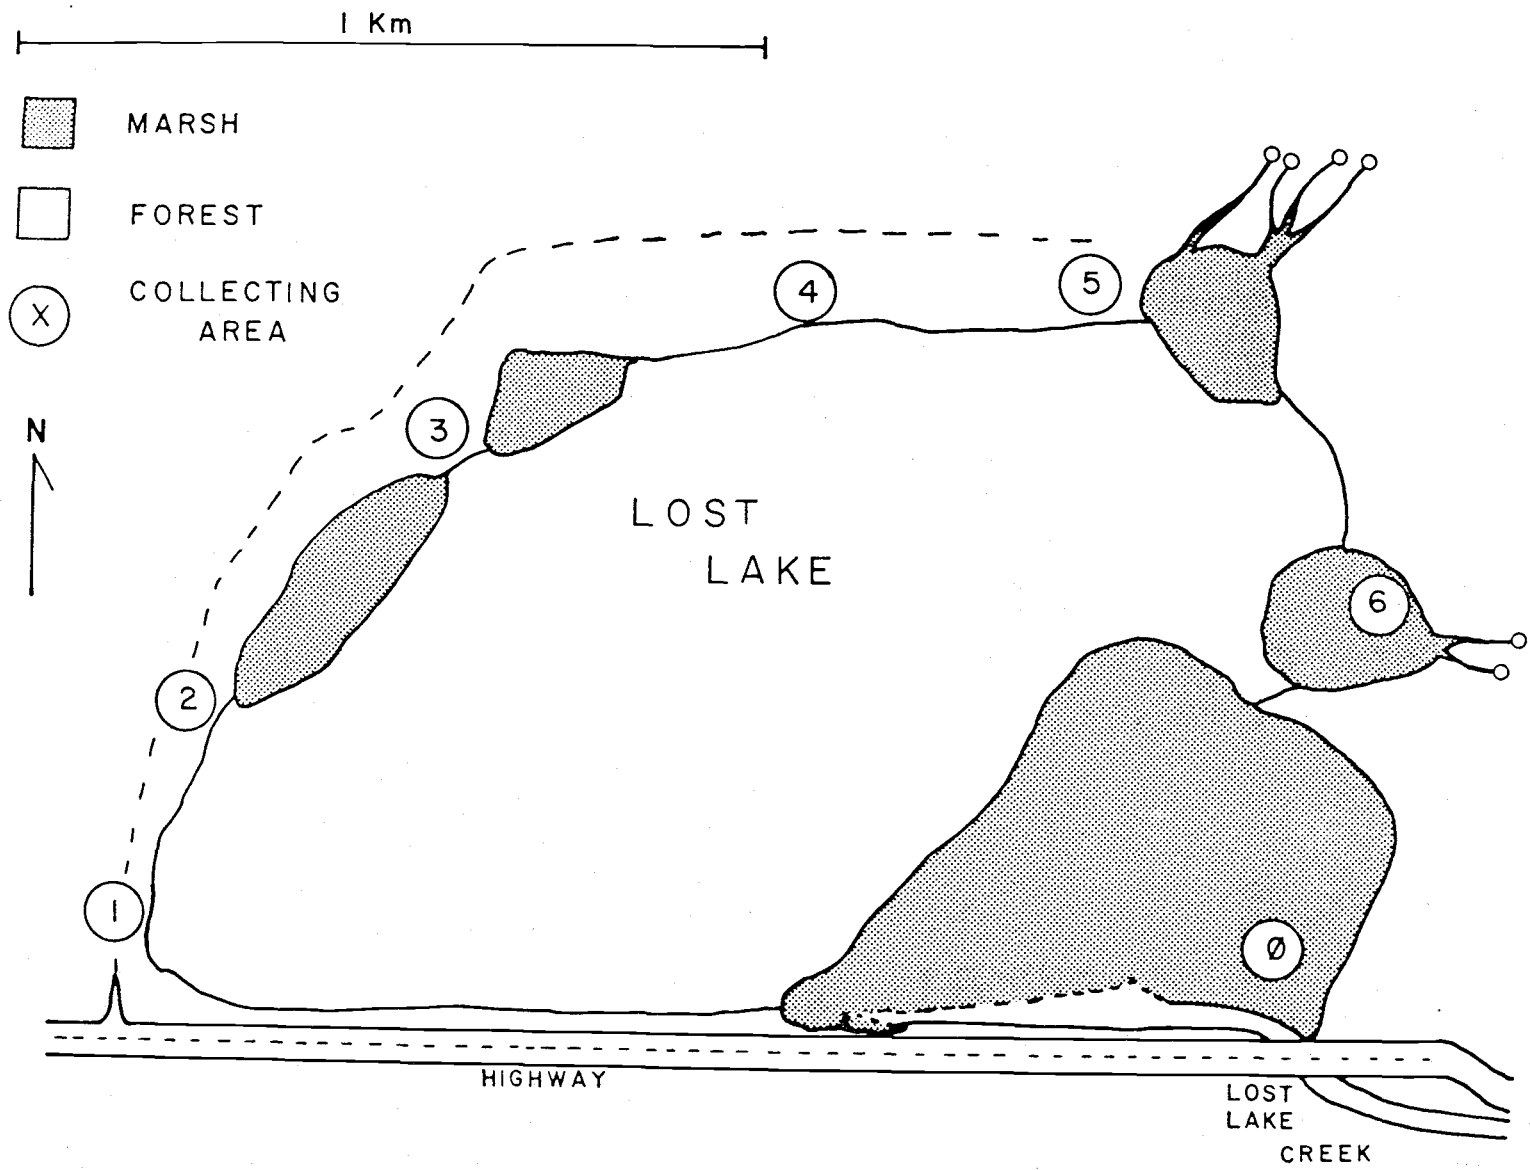 1 Km
MARSH
FOREST
X
COLLECTING
AREA
N
5
4
3
LOST
LAKE
6
2
1
Ø
HIGHWAY
LOST
LAKE
CREEK